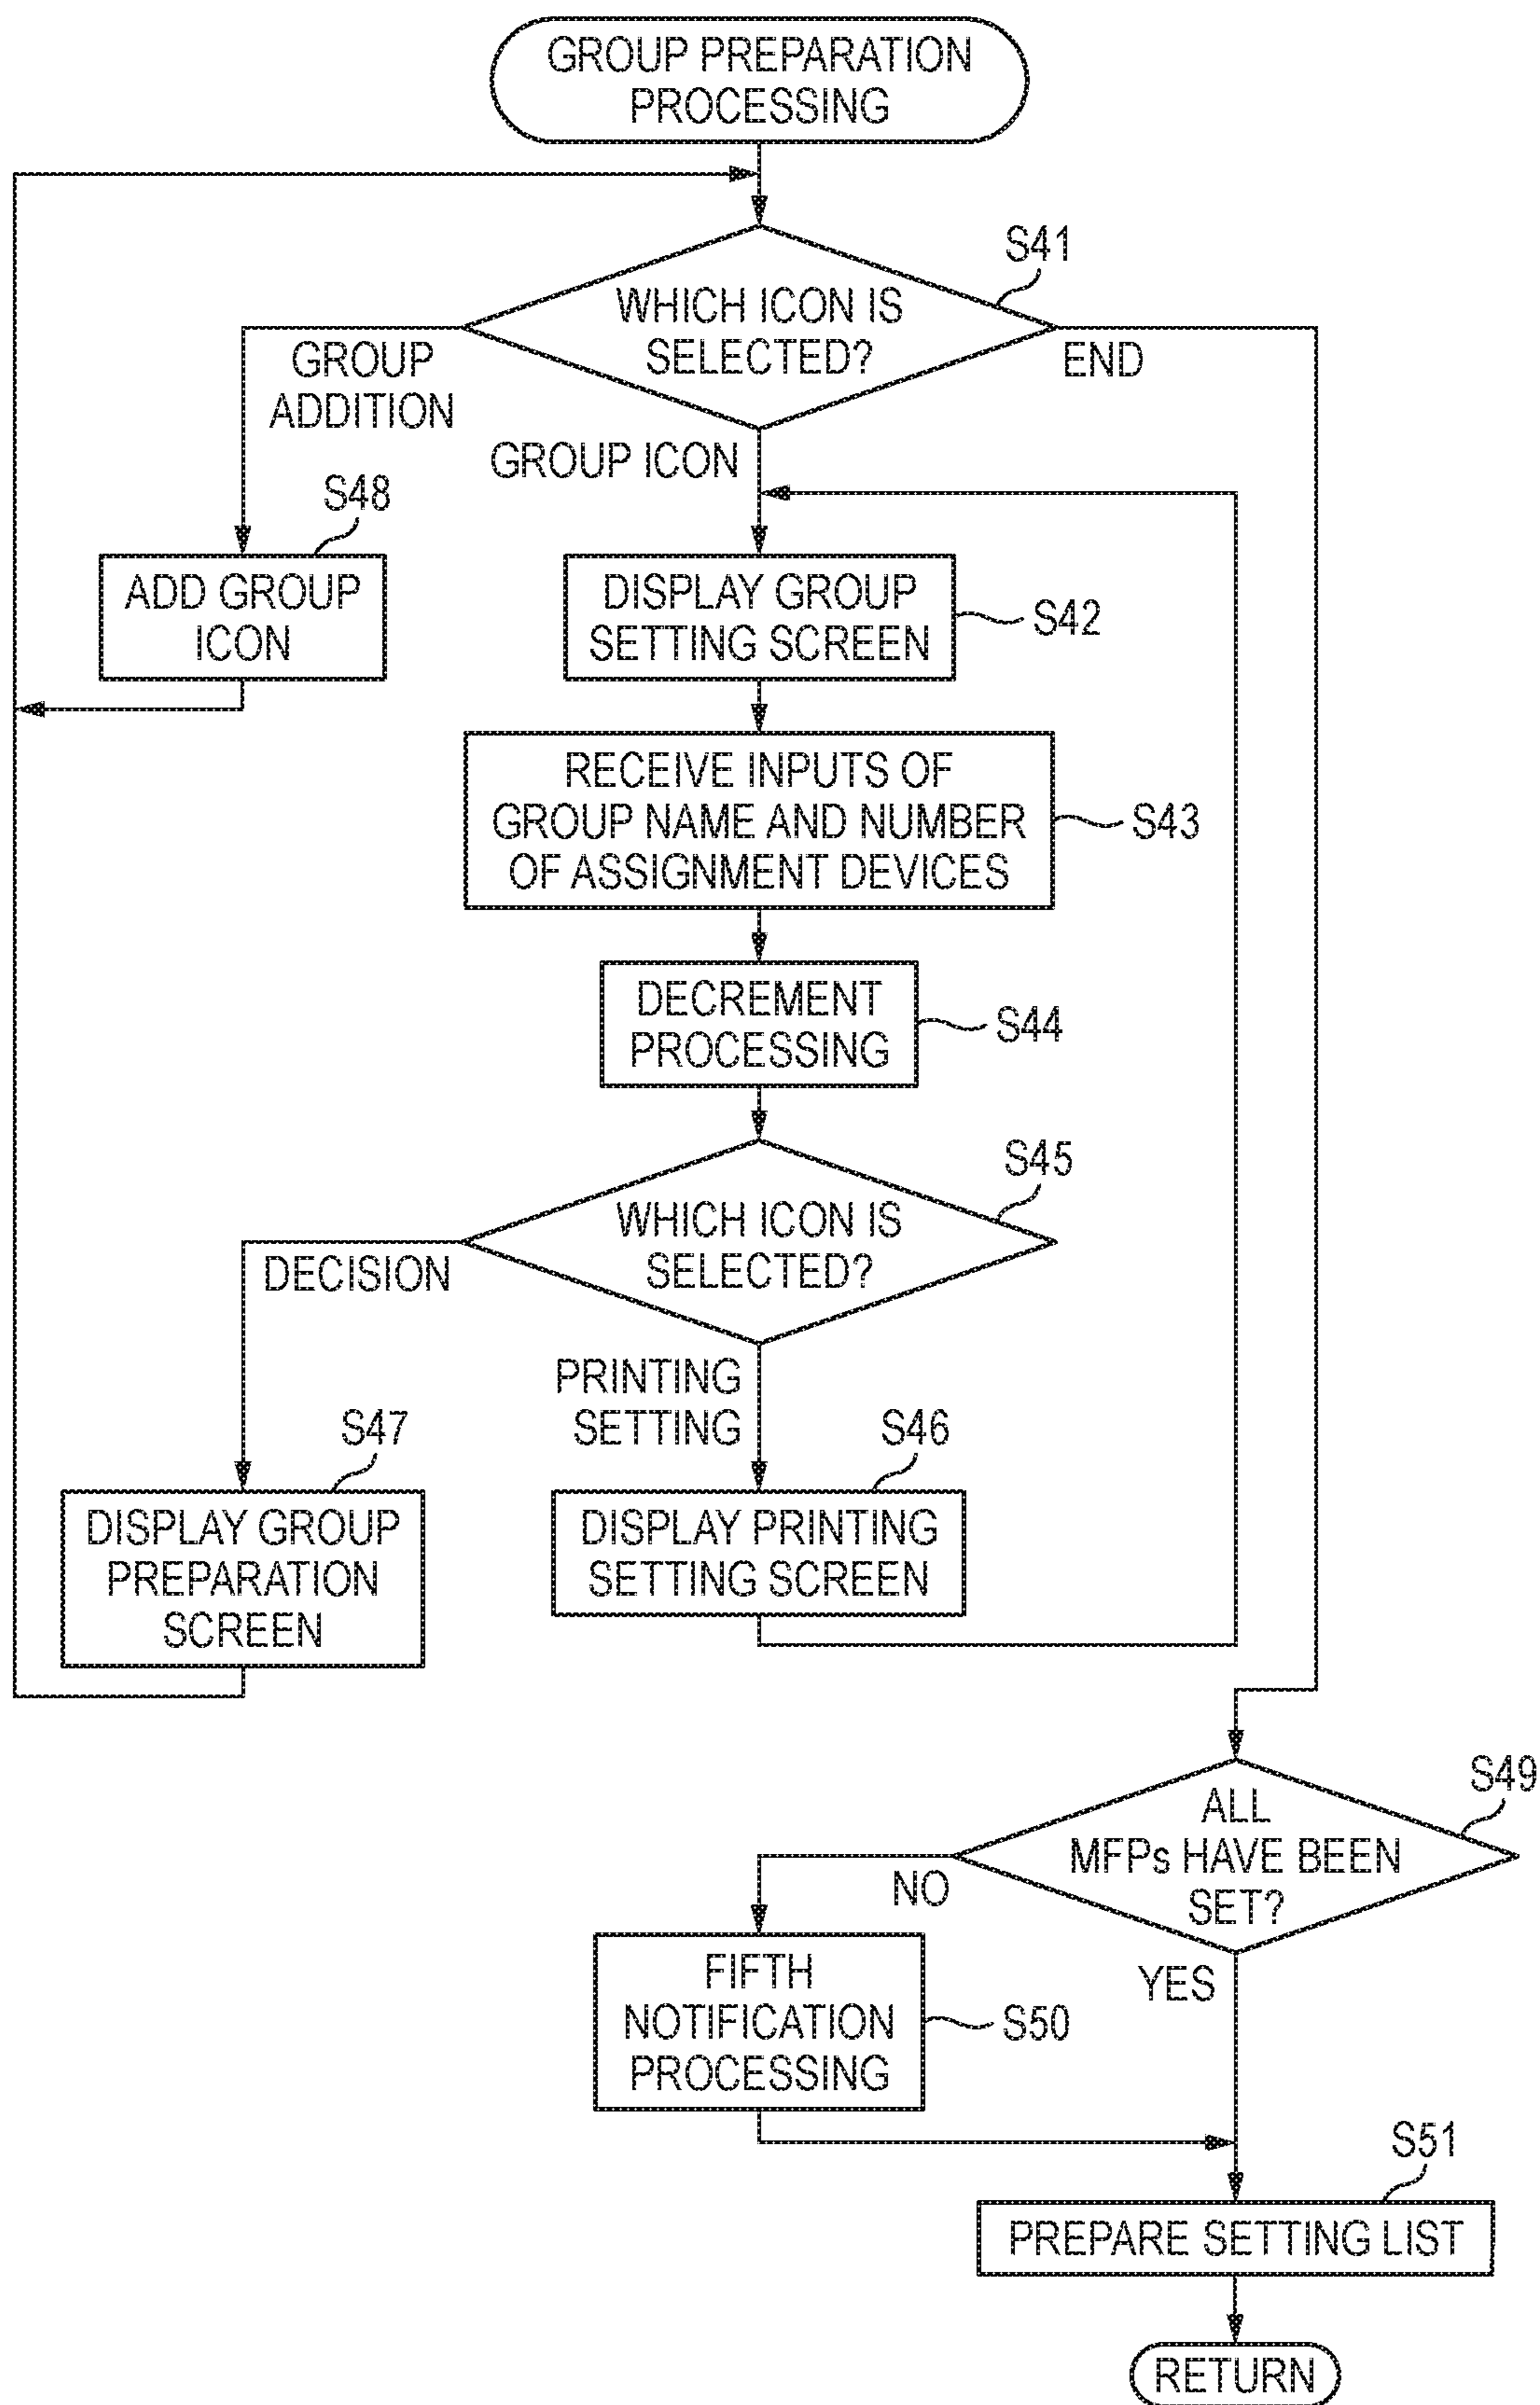 GROUP PREPARATION
PROCESSING
S41
WHICH ICON IS
SELECTED?
GROUP
ADDITION
END
GROUP ICON
S48
ADD GROUP
ICON
DISPLAY GROUP
SETTING SCREEN
S42
RECEIVE INPUTS OF
GROUP NAME AND NUMBER
OF ASSIGNMENT DEVICES
S43
DECREMENT
PROCESSING
S44
S45
WHICH ICON IS
SELECTED?
DECISION
PRINTING
SETTING
S47
S46
DISPLAY GROUP
PREPARATION
SCREEN
DISPLAY PRINTING
SETTING SCREEN
S49
ALL
MFPs HAVE BEEN
SET?
NO
YES
FIFTH
NOTIFICATION
PROCESSING
S50
S51
PREPARE SETTING LIST
RETURN